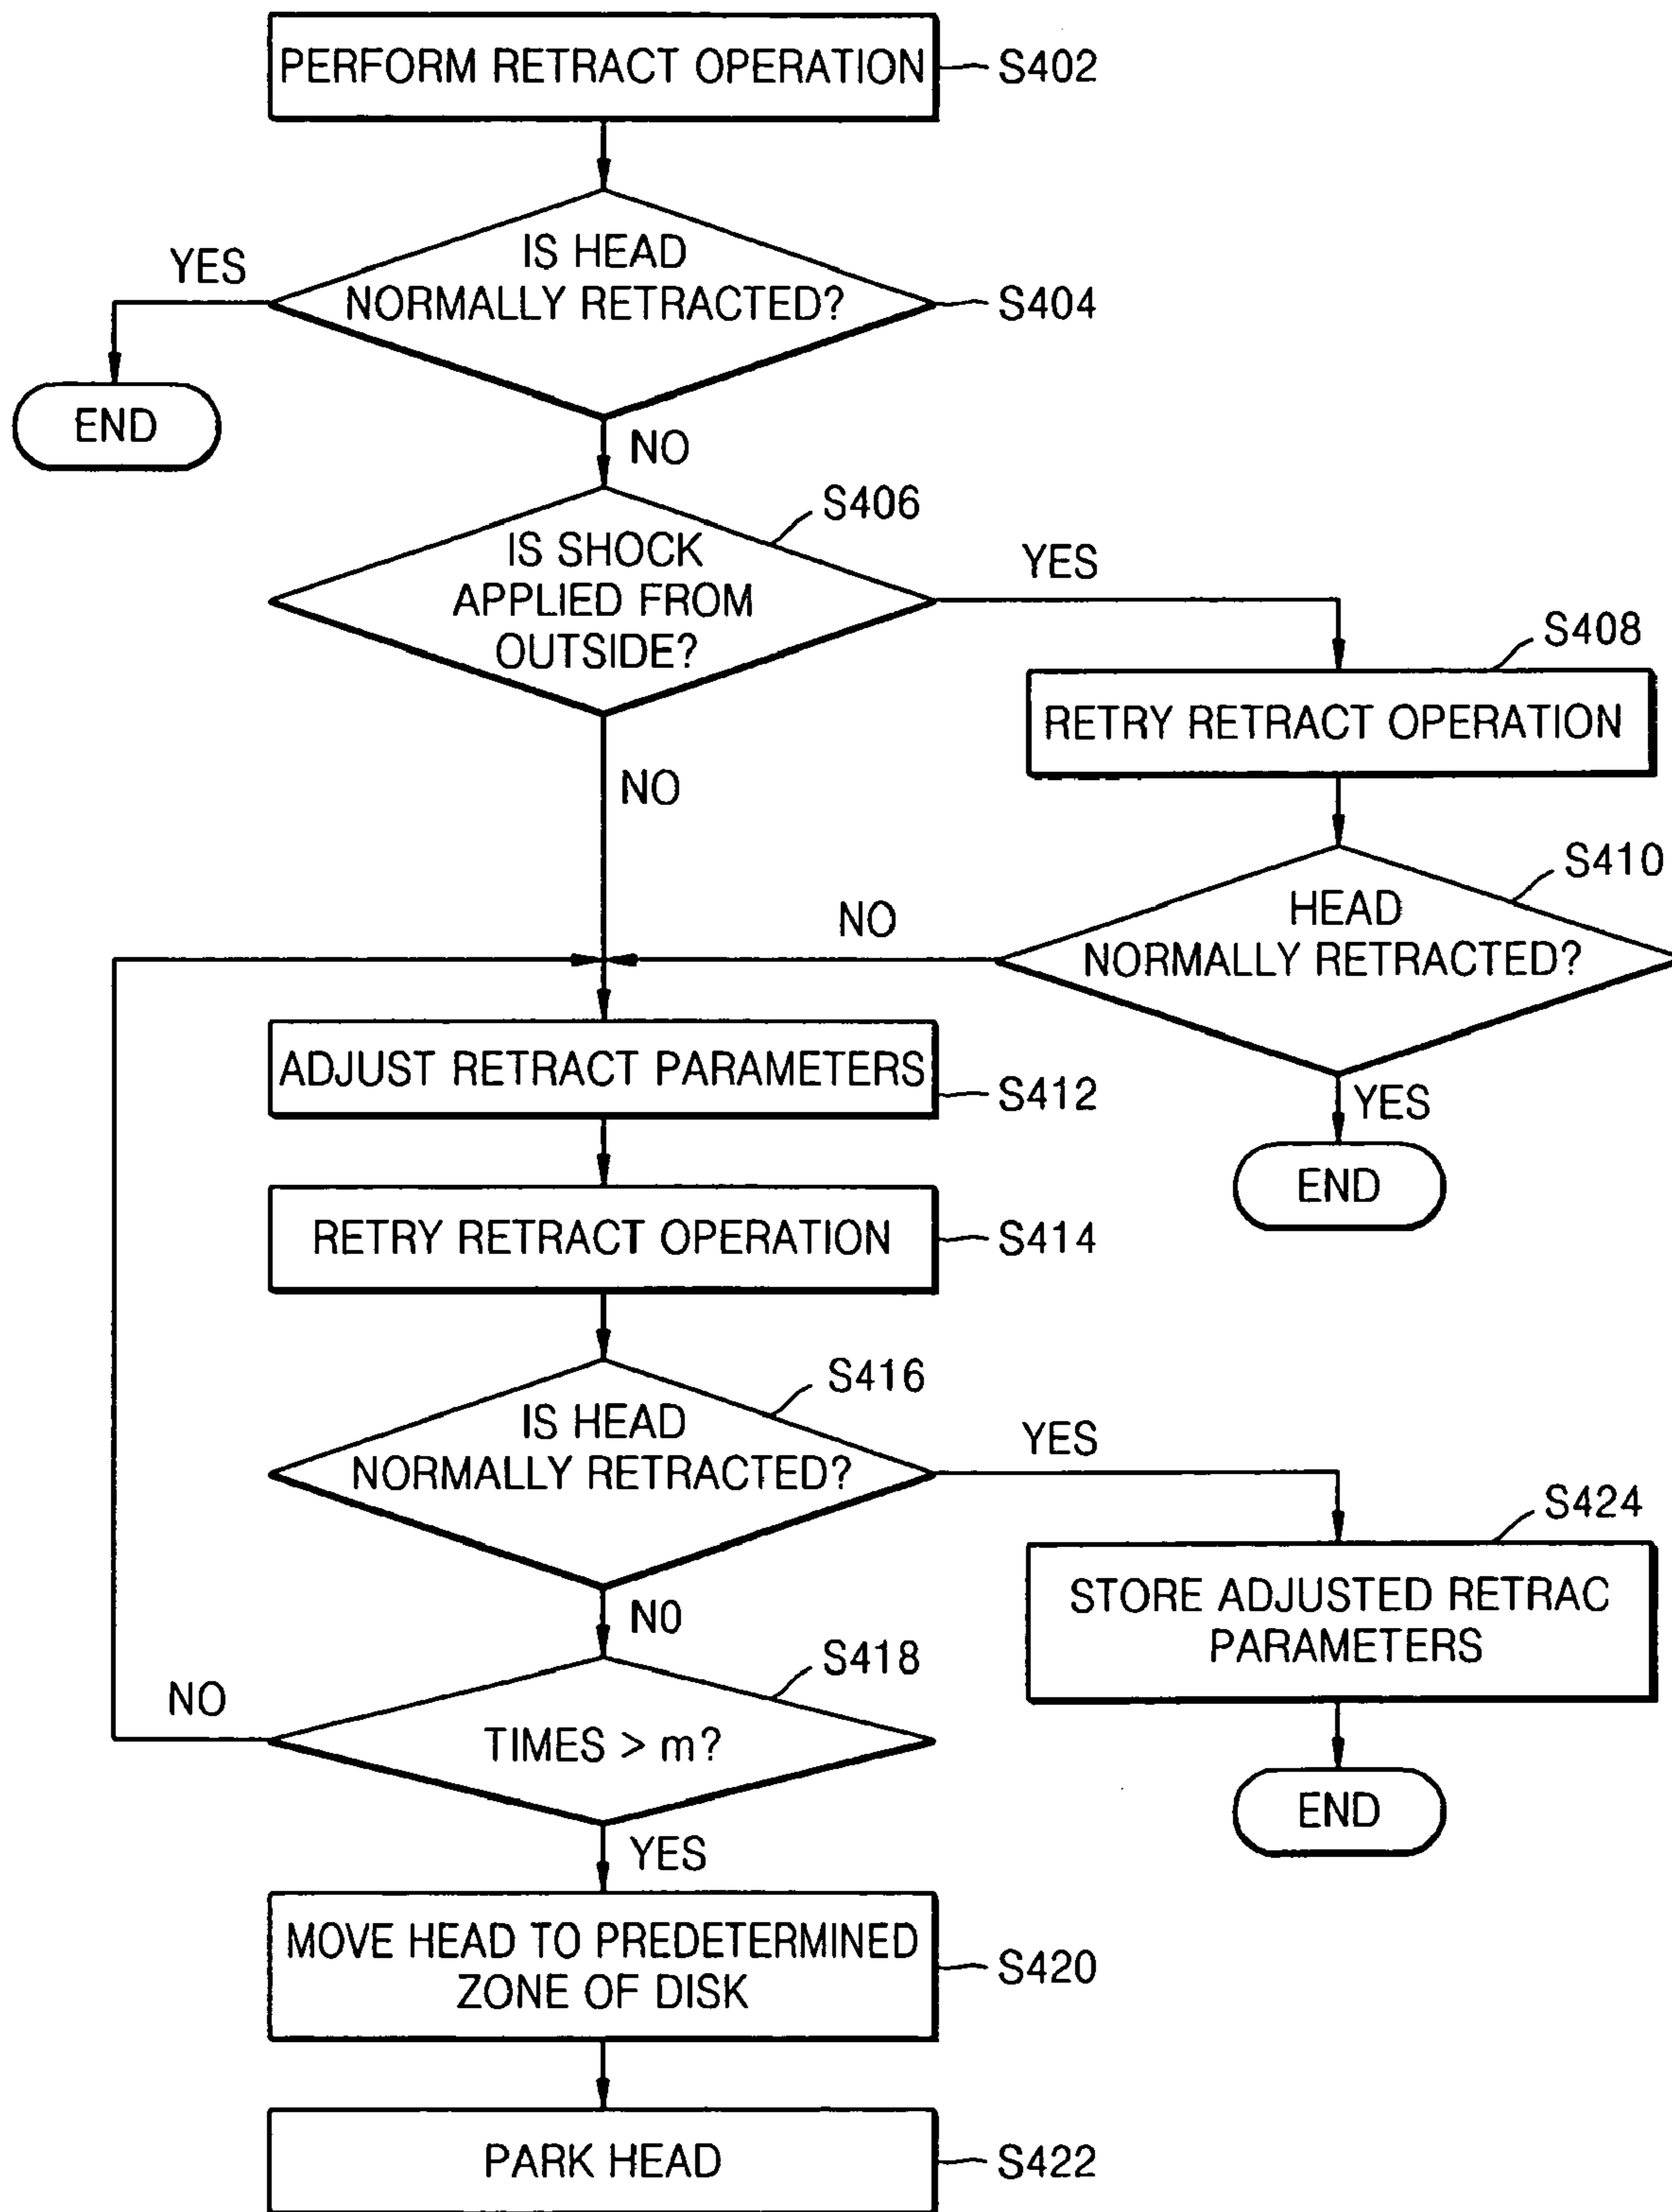 PERFORM RETRACT OPERATION
S402
IS HEAD
NORMALLY RETRACTED?
S404
YES
END
NO
S406
IS SHOCK
APPLIED FROM
OUTSIDE?
YES
NO
S408
RETRY RETRACT OPERATION
S410
HEAD
NORMALLY RETRACTED?
NO
YES
END
ADJUST RETRACT PARAMETERS
S412
RETRY RETRACT OPERATION
S414
S416
IS HEAD
NORMALLY RETRACTED?
YES
NO
S424
STORE ADJUSTED RETRAC
PARAMETERS
END
S418
TIMES > m?
NO
YES
MOVE HEAD TO PREDETERMINED
ZONE OF DISK
S420
PARK HEAD
S422